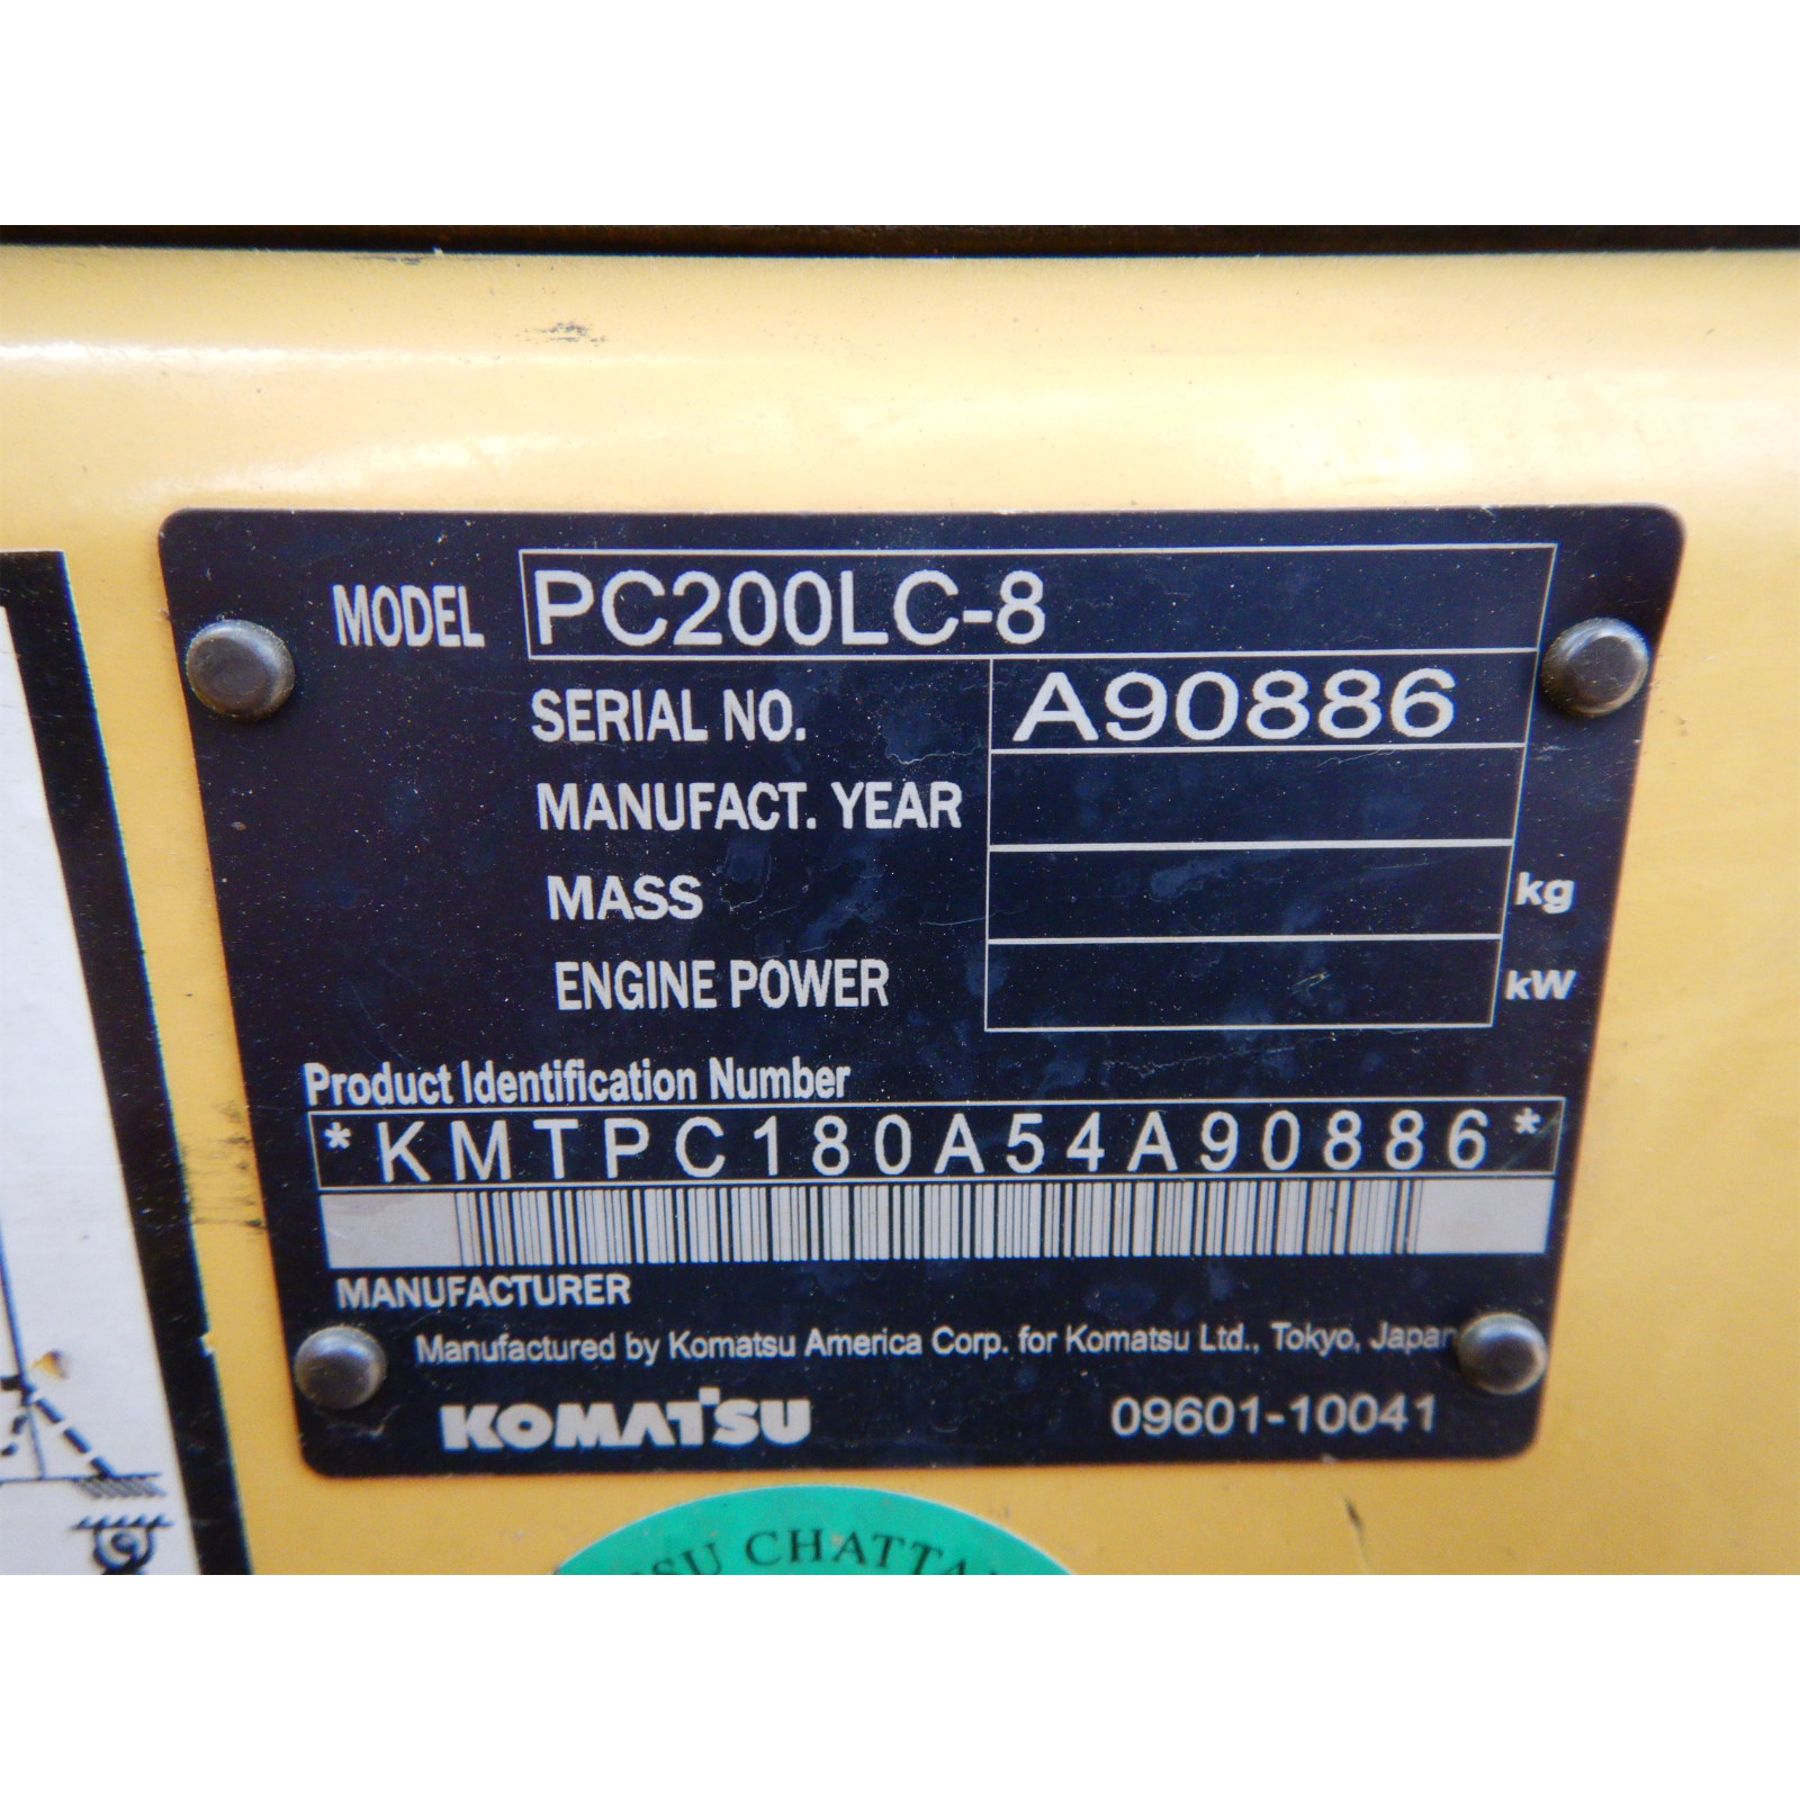 MODEL PC200LC-8
SERIAL NO. A90886
MANUFACT. YEAR
MASS kg
ENGINE POWER kW
Product Identification Number
*KMTPC180A54A90886*
MANUFACTURER
Manufactured by Komatsu America Corp. for Komatsu Ltd., Tokyo, Japan
KOMATSU 09601-10041